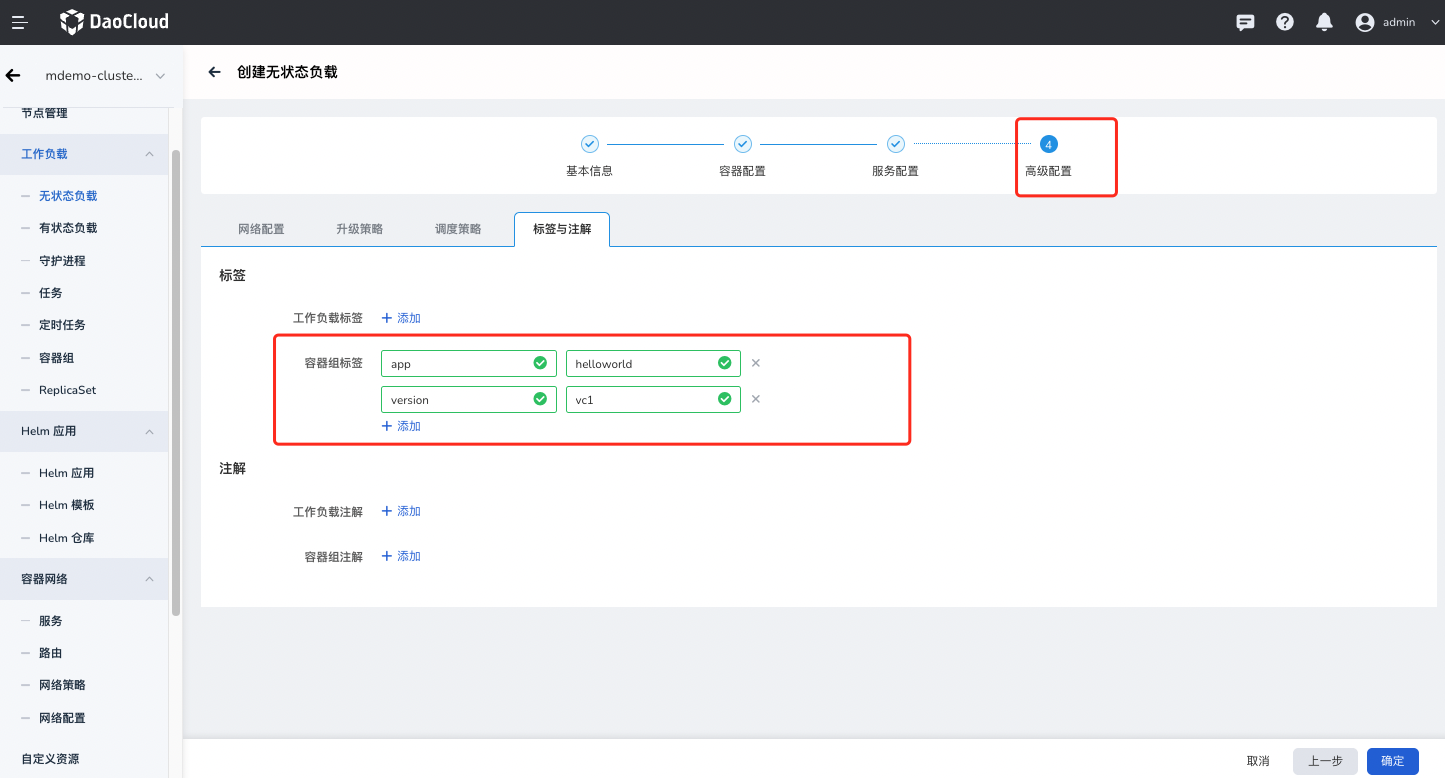 DaoCloud
admin
mdemo-cluste...
节点管理
工作负载
无状态负载
有状态负载
守护进程
任务
定时任务
容器组
ReplicaSet
Helm 应用
Helm 应用
Helm 模板
Helm 仓库
容器网络
服务
路由
网络策略
网络配置
自定义资源
创建无状态负载
基本信息
容器配置
服务配置
4
高级配置
网络配置 升级策略 调度策略 标签与注解
标签
工作负载标签 + 添加
容器组标签 app helloworld
version vc1
+ 添加
注解
工作负载注解 + 添加
容器组注解 + 添加
取消 上一步 确定